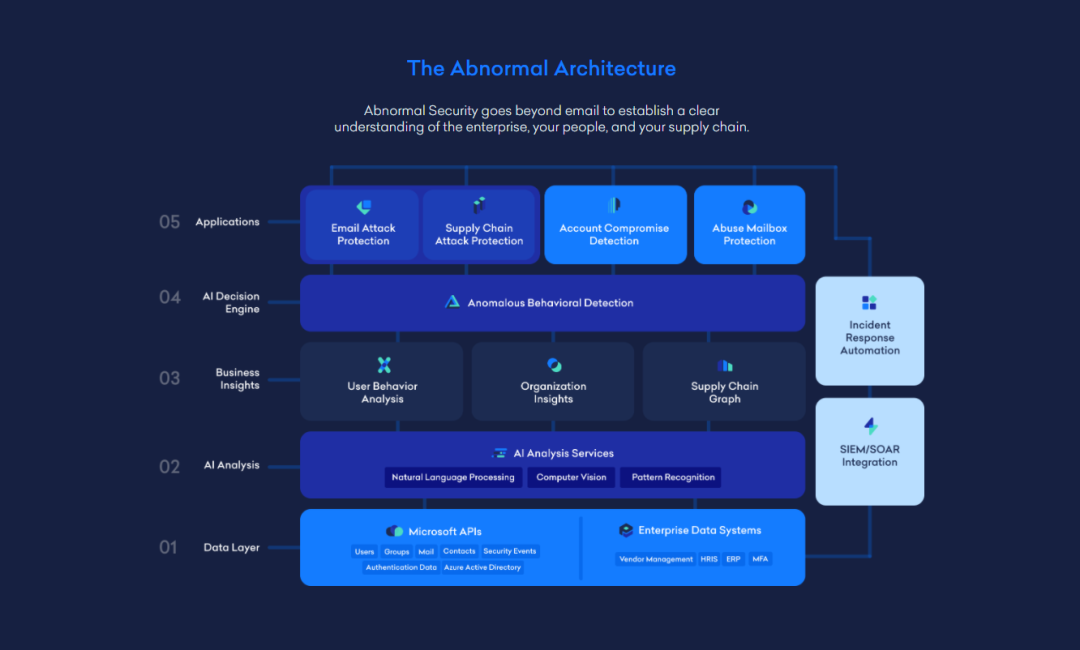 The Abnormal Architecture
Abnormal Security goes beyond email to establish a clear
understanding of the enterprise, your people, and your supply chain.
05 Applications
Email Attack
Protection
Supply Chain
Attack Protection
Account Compromise
Detection
Abuse Mailbox
Protection
04 AI Decision
Engine
Anomalous Behavioral Detection
Incident
Response
Automation
03 Business
Insights
User Behavior
Analysis
Organization
Insights
Supply Chain
Graph
SIEM/SOAR
Integration
02 AI Analysis
AI Analysis Services
Natural Language Processing
Computer Vision
Pattern Recognition
01 Data Layer
Microsoft APIs
Users Groups Mail Contacts Security Events
Authentication Data Azure Active Directory
Enterprise Data Systems
Vendor Management HRIS ERP MFA